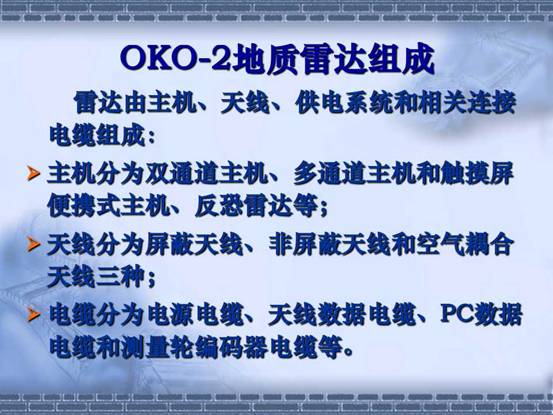 OKO-2地质雷达组成
雷达由主机、天线、供电系统和相关连接
电缆组成：
主机分为双通道主机、多通道主机和触摸屏
便携式主机、反恐雷达等；
天线分为屏蔽天线、非屏蔽天线和空气耦合
天线三种；
电缆分为电源电缆、天线数据电缆、PC数据
电缆和测量轮编码器电缆等。